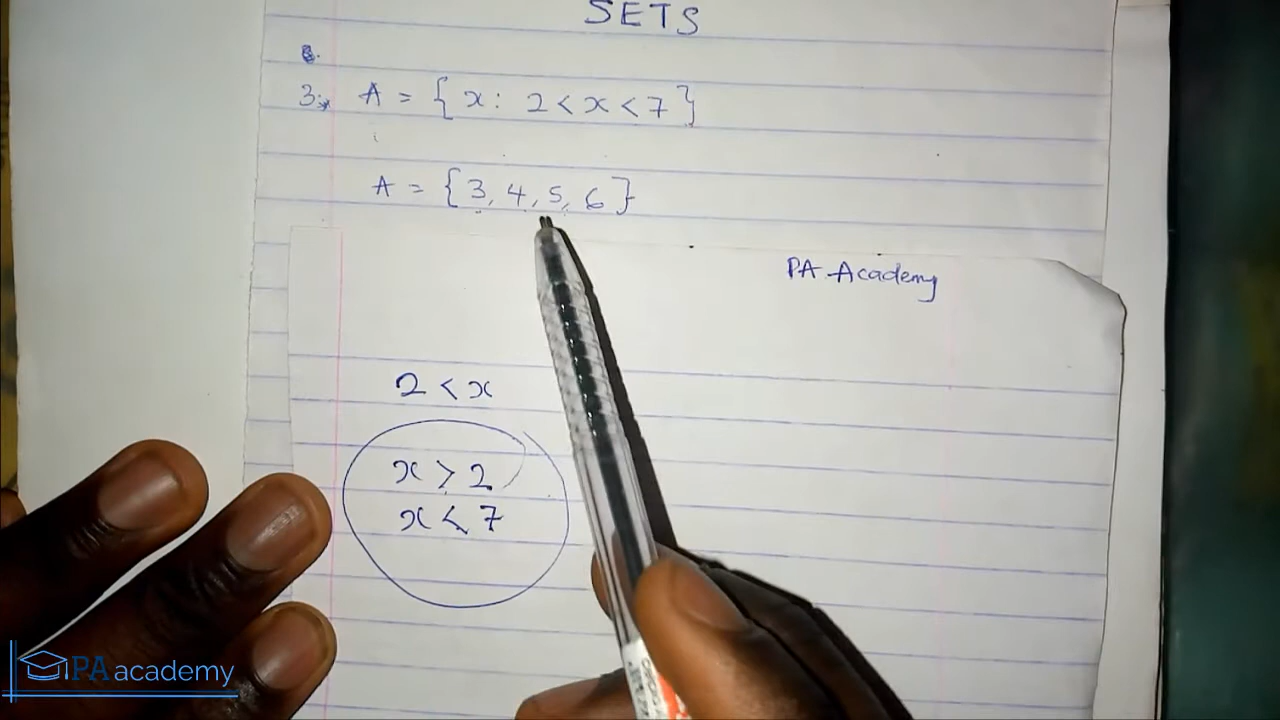 SETS
3. A = { x : 2 < x < 7 }
A = { 3, 4, 5, 6 }
PA Academy
2 < x
x > 2
x < 7
PA academy